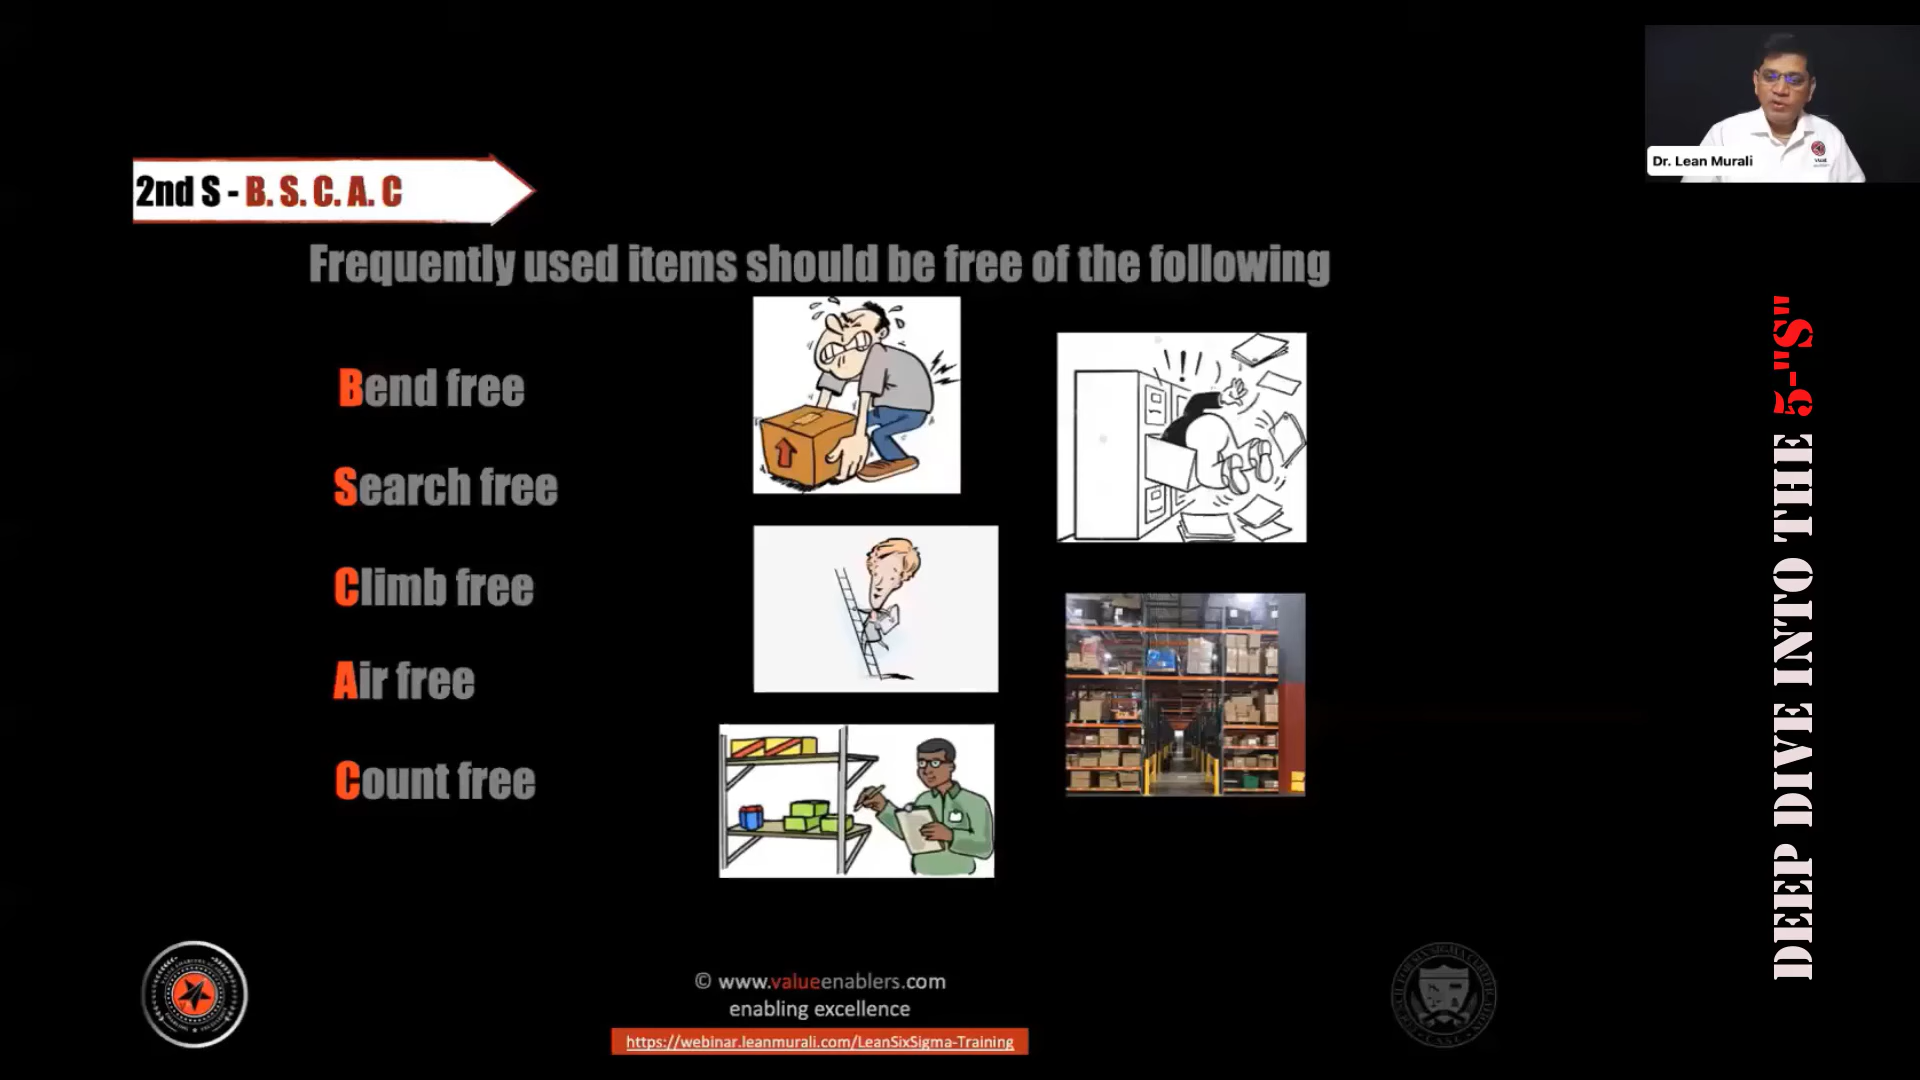 Dr. Lean Murali
2nd S - B. S. C. A. C
Frequently used items should be free of the following
Bend free
Search free
Climb free
Air free
Count free
DEEP DIVE INTO THE 5-"S"
© www.valueenablers.com
enabling excellence
https://webinar.leanmurali.com/LeanSixSigma-Training